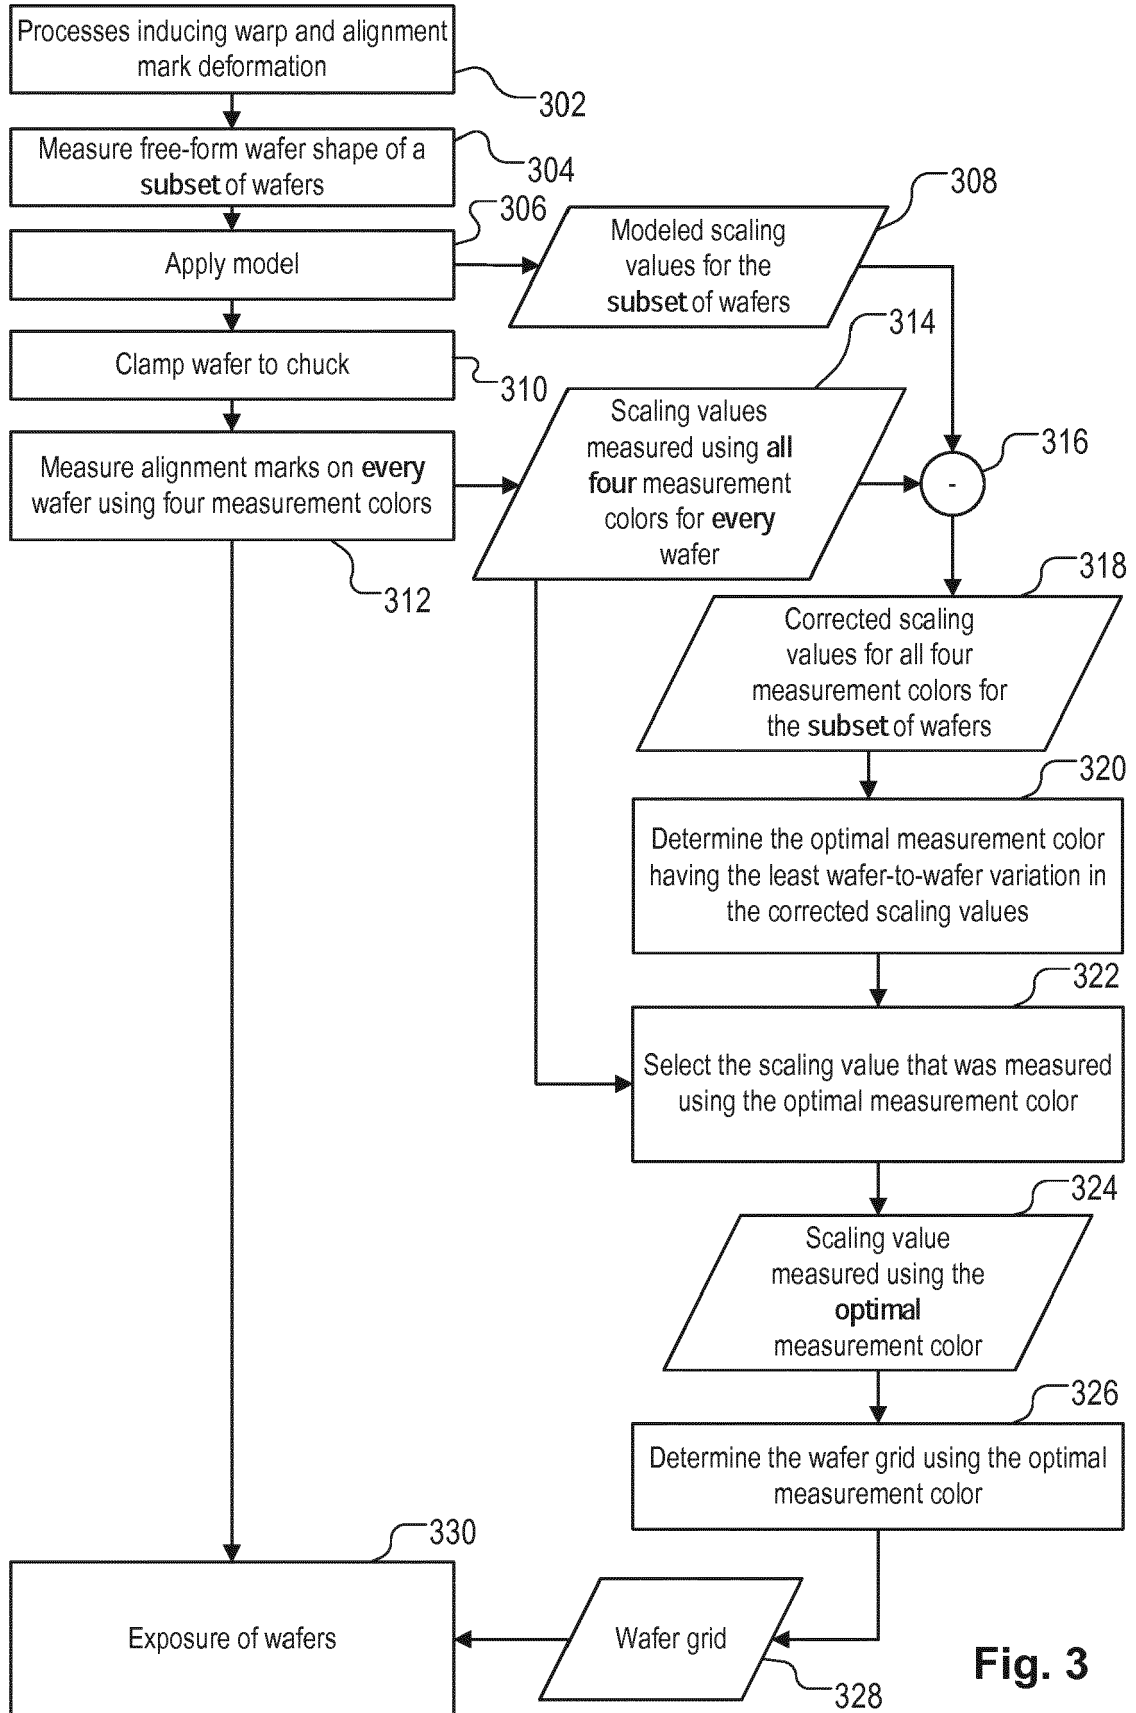 Processes inducing warp and alignment
mark deformation
302
Measure free-form wafer shape of a
subset of wafers
304
306
Apply model
308
Modeled scaling
values for the
subset of wafers
Clamp wafer to chuck
310
314
Scaling values
measured using all
four measurement
colors for every
wafer
316
-
Measure alignment marks on every
wafer using four measurement colors
312
318
Corrected scaling
values for all four
measurement colors for
the subset of wafers
320
Determine the optimal measurement color
having the least wafer-to-wafer variation in
the corrected scaling values
322
Select the scaling value that was measured
using the optimal measurement color
324
Scaling value
measured using the
optimal
measurement color
326
Determine the wafer grid using the optimal
measurement color
330
Exposure of wafers
Wafer grid
328
Fig. 3